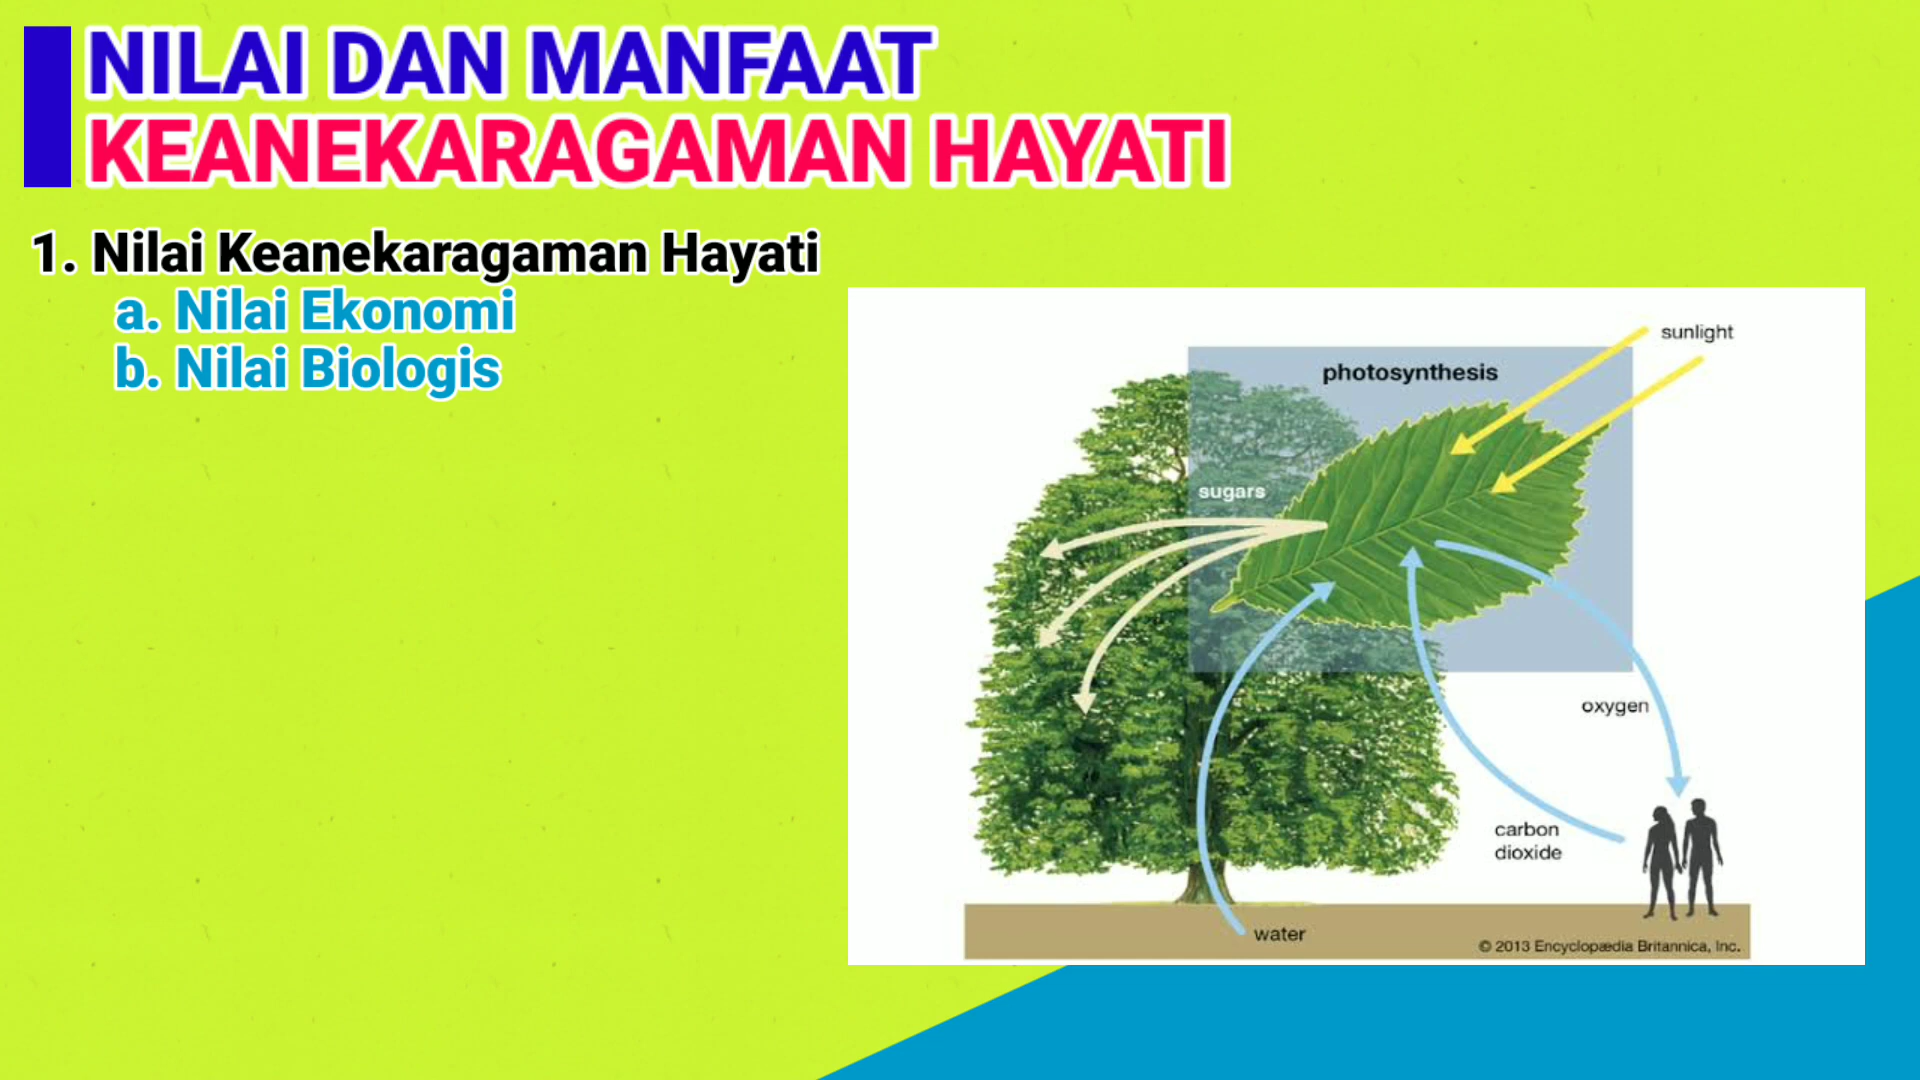 NILAI DAN MANFAAT
KEANEKARAGAMAN HAYATI
1. Nilai Keanekaragaman Hayati
a. Nilai Ekonomi
b. Nilai Biologis
sunlight
photosynthesis
sugars
oxygen
carbon
dioxide
water
© 2013 Encyclopædia Britannica, Inc.